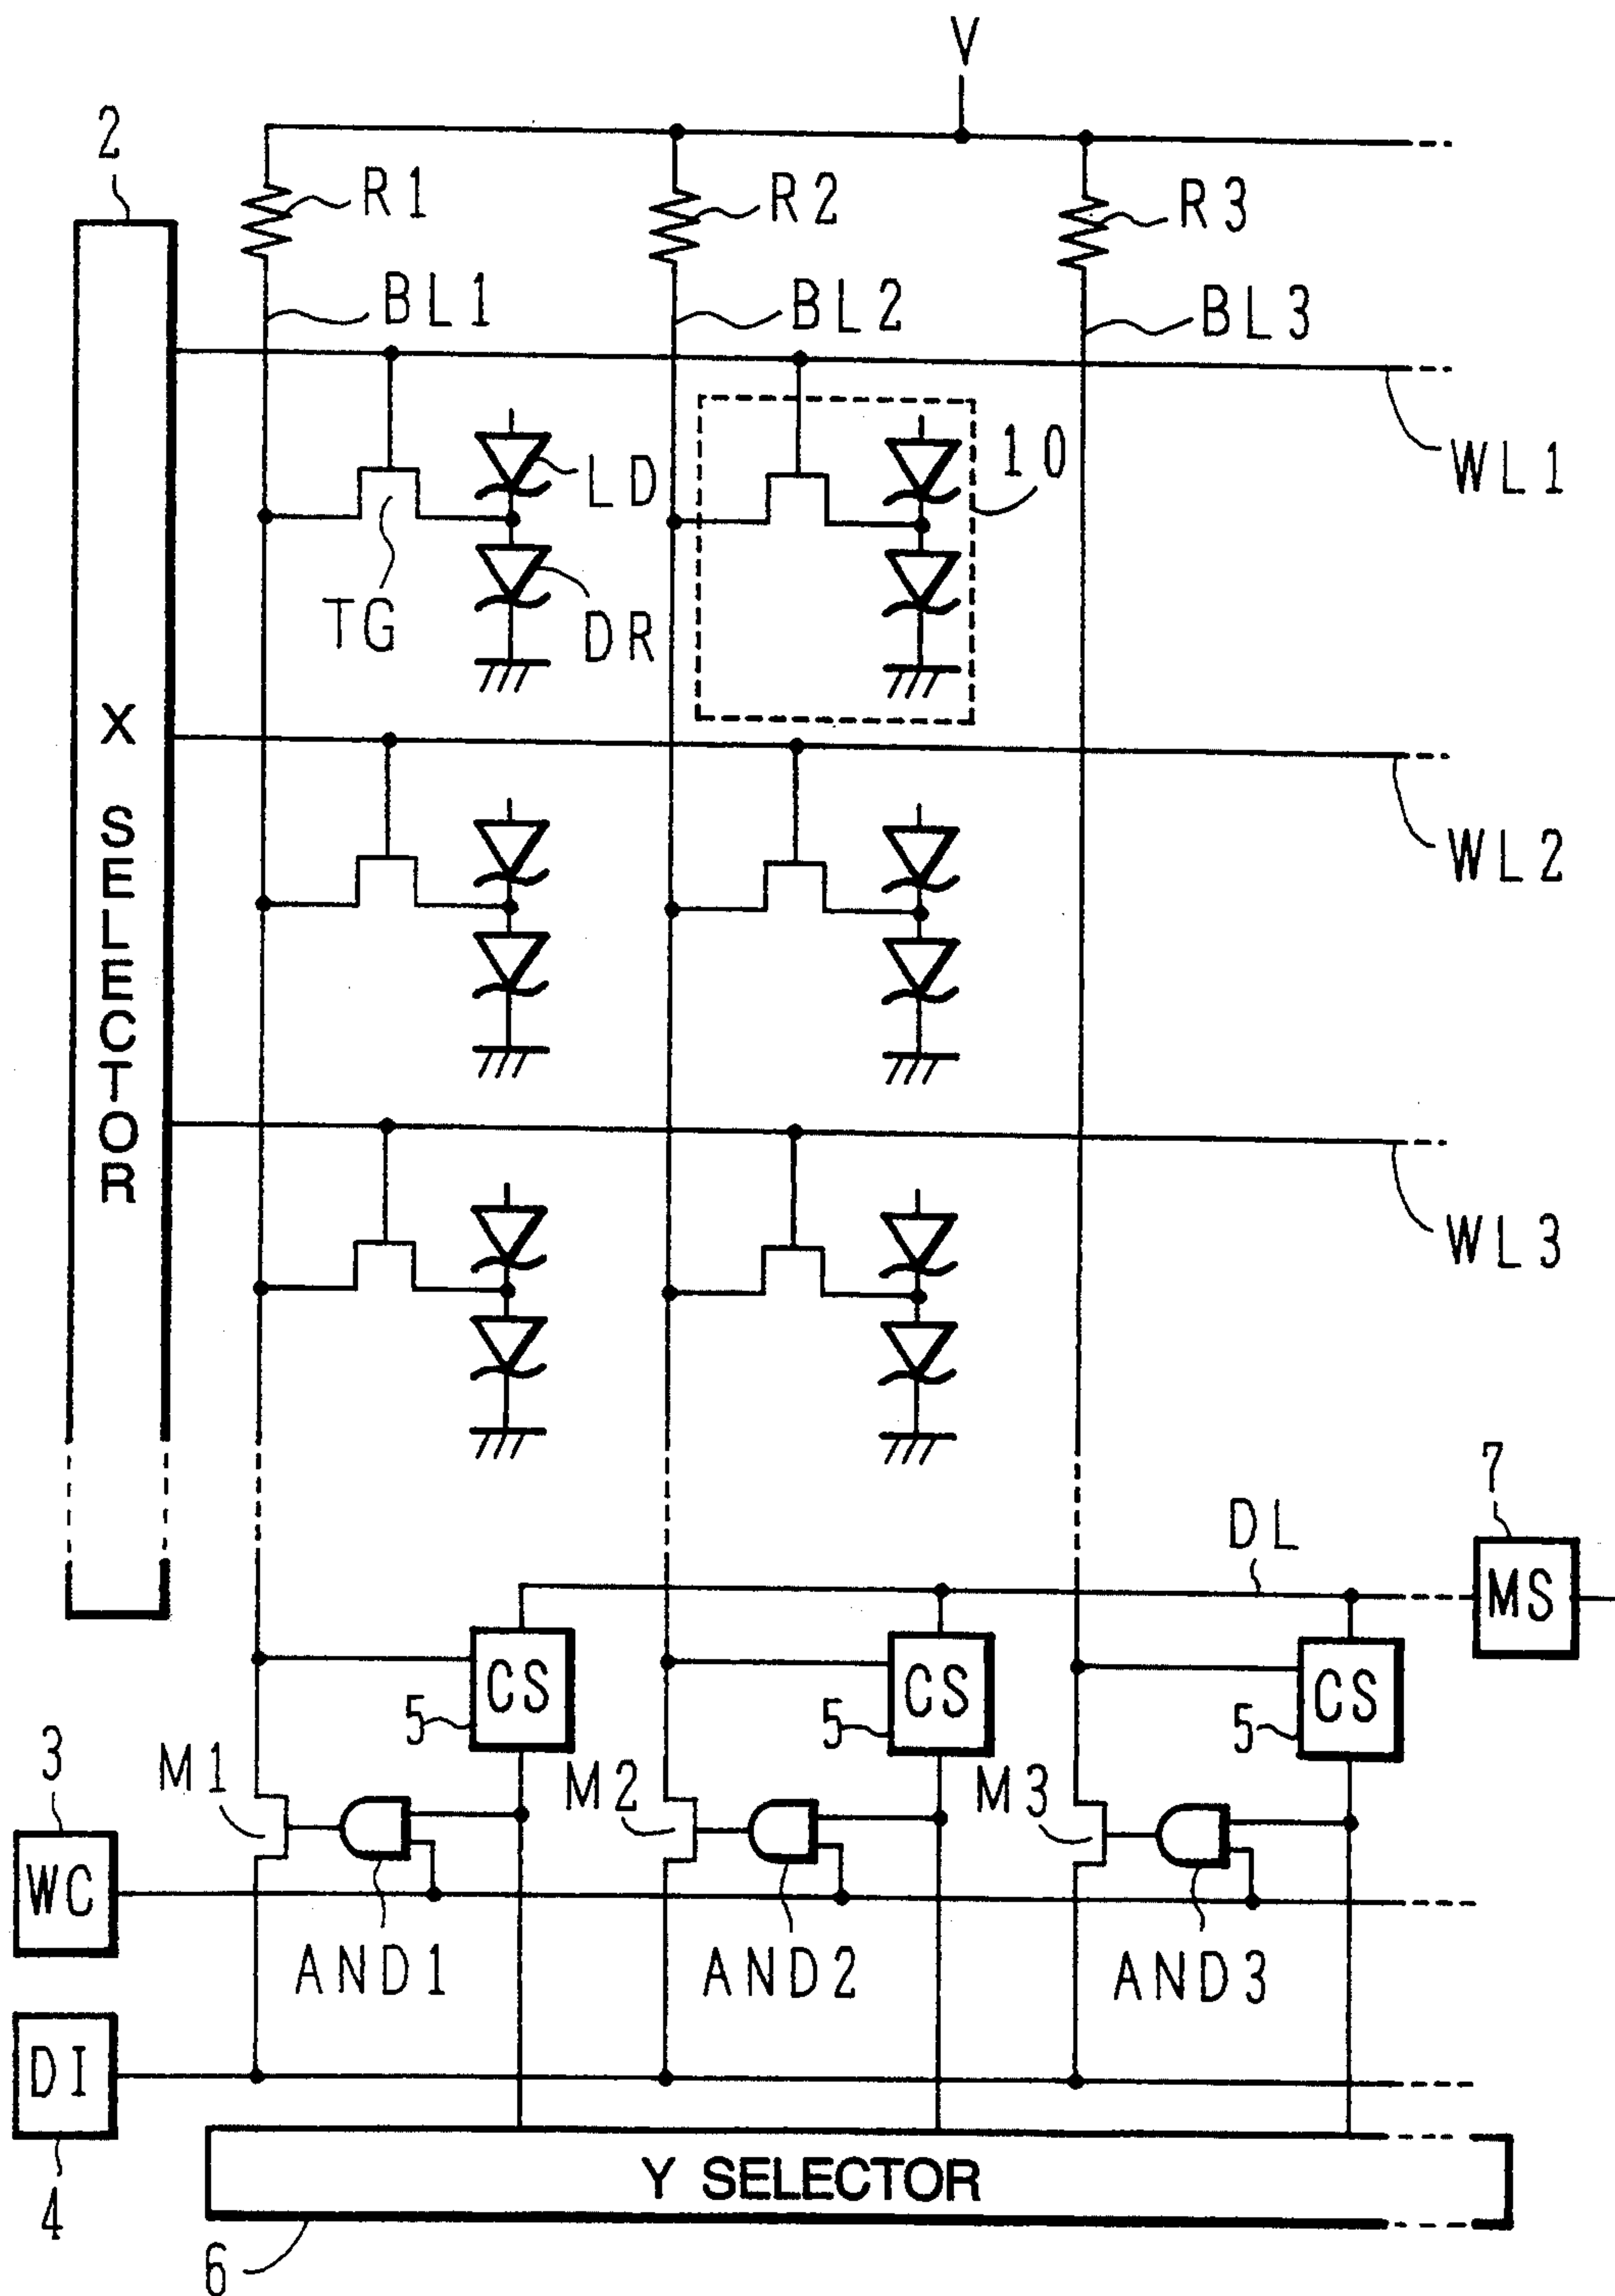 V
2
R1
R2
R3
BL1
BL2
BL3
10
WL1
LD
TG
DR
X SELECTOR
WL2
WL3
7
DL
MS
CS
CS
CS
5
5
5
3
M1
M2
M3
WC
AND1
AND2
AND3
DI
4
Y SELECTOR
6